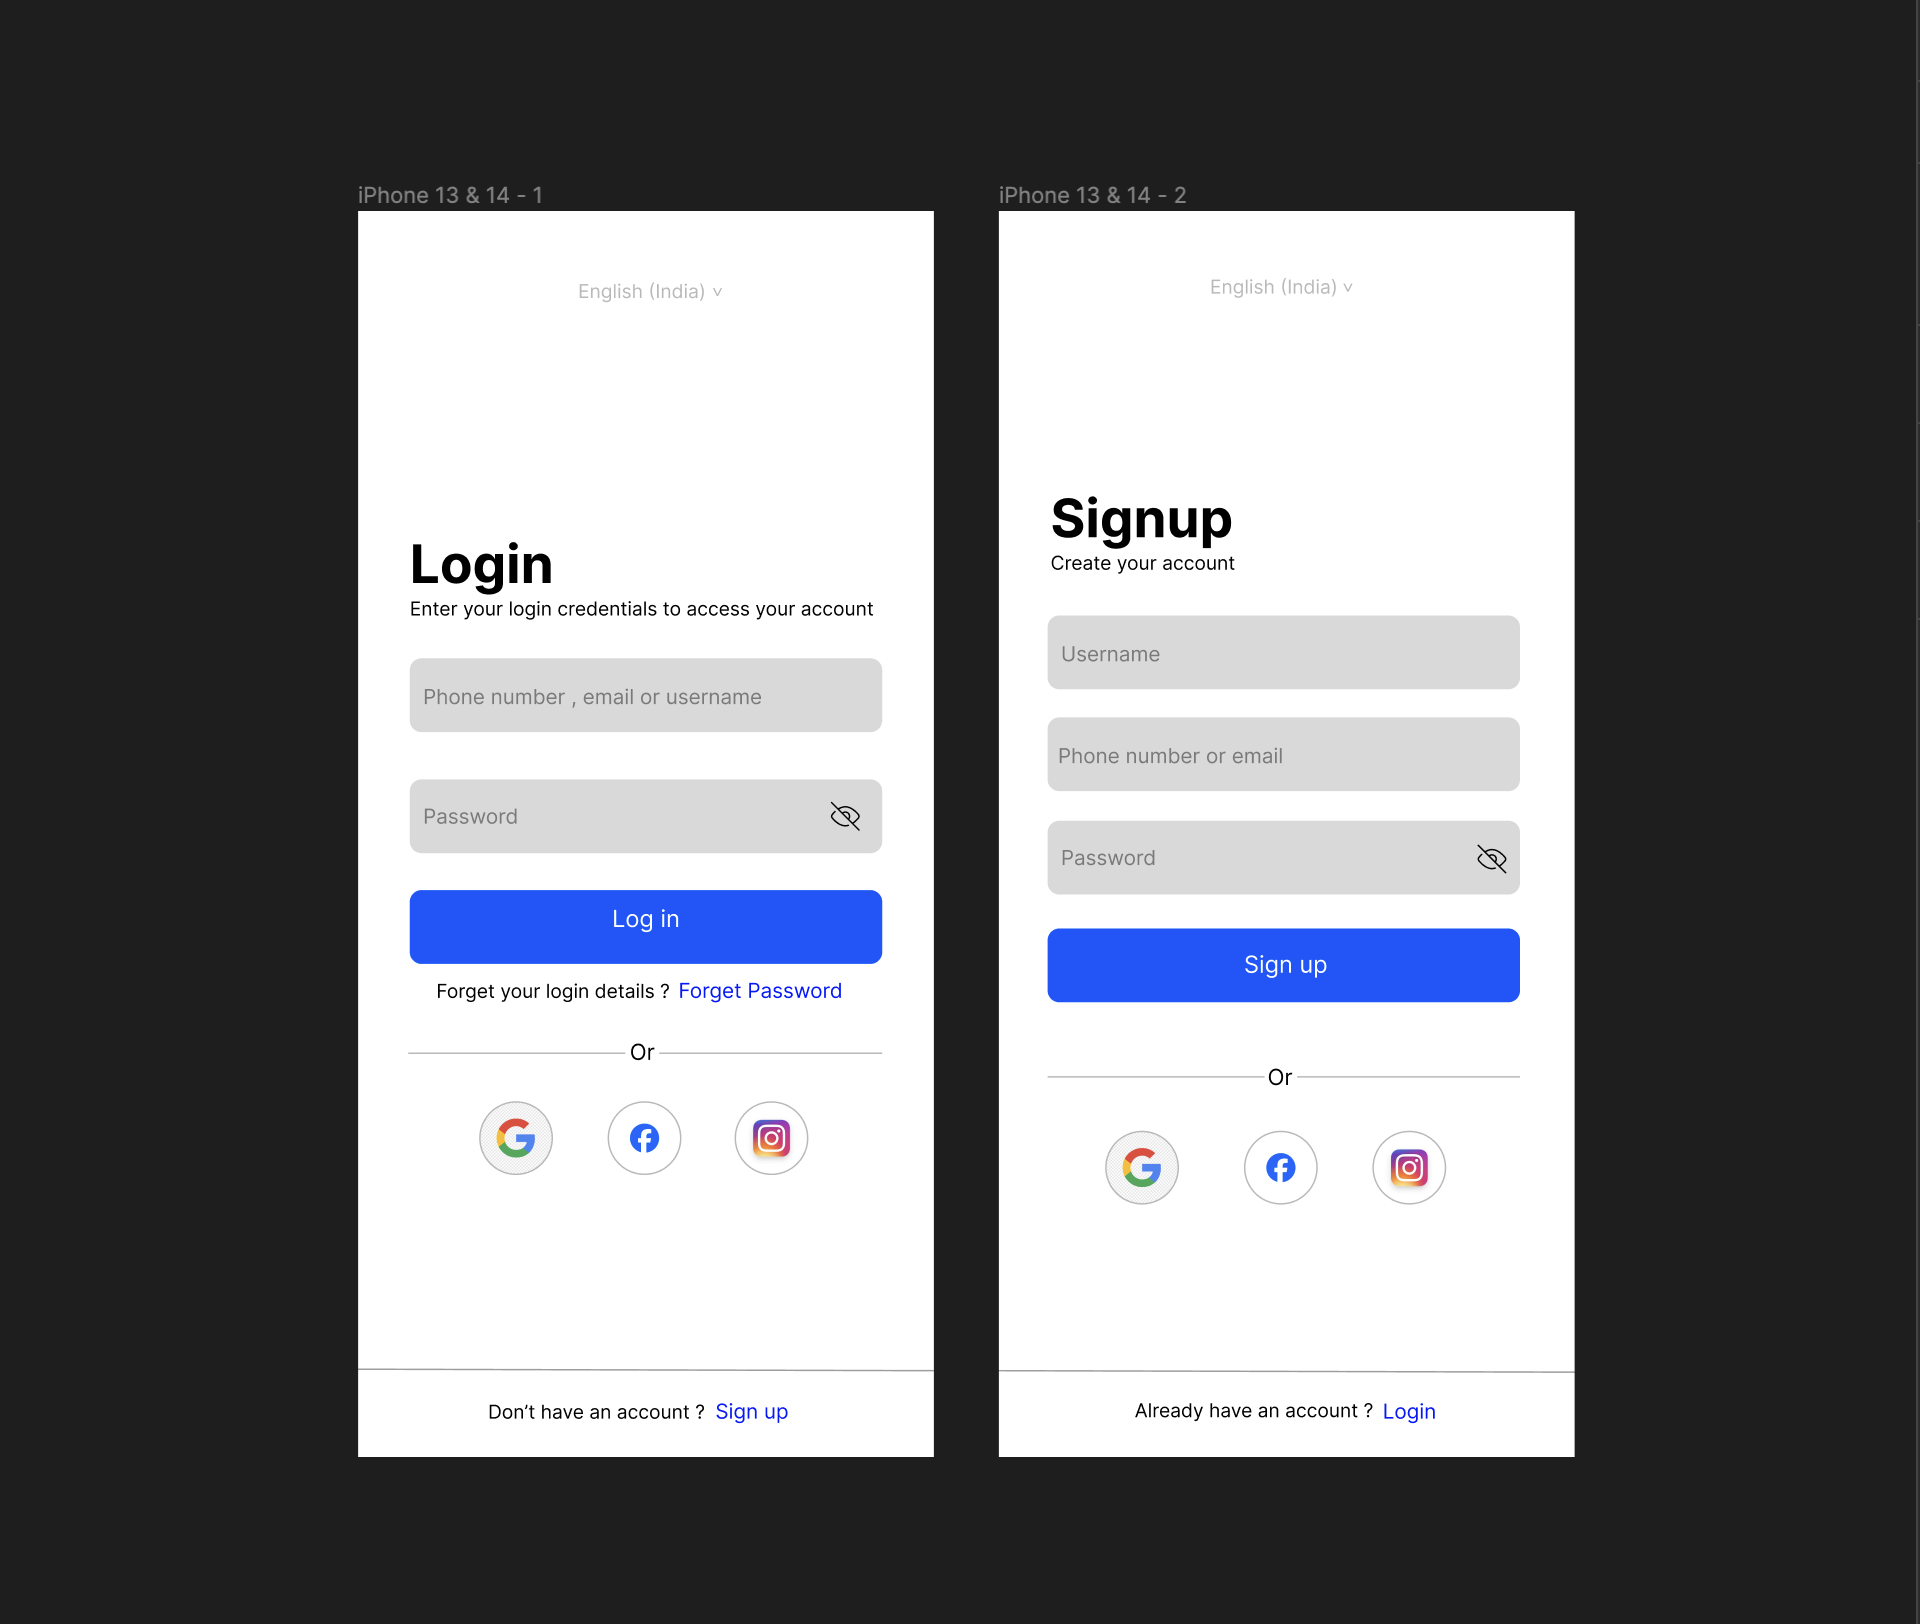 iPhone 13 & 14 - 1
English (India) v
Login
Enter your login credentials to access your account
Phone number , email or username
Password
Log in
Forget your login details ? Forget Password
Or
Don’t have an account ? Sign up
iPhone 13 & 14 - 2
English (India) v
Signup
Create your account
Username
Phone number or email
Password
Sign up
Or
Already have an account ? Login